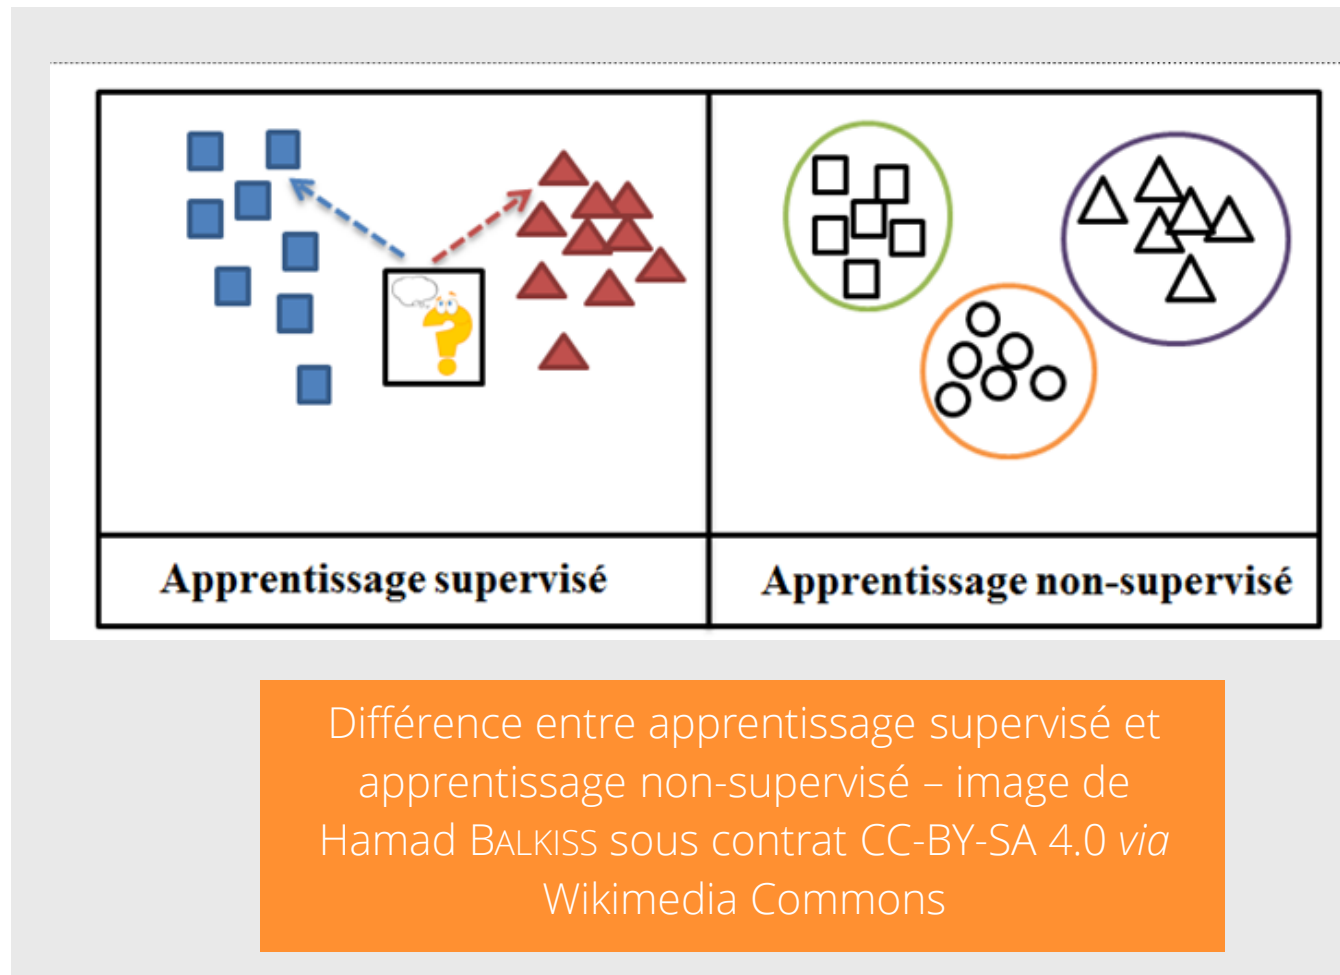 Apprentissage supervisé
Apprentissage non-supervisé
Différence entre apprentissage supervisé et
apprentissage non-supervisé – image de
Hamad BALKISS sous contrat CC-BY-SA 4.0 via
Wikimedia Commons